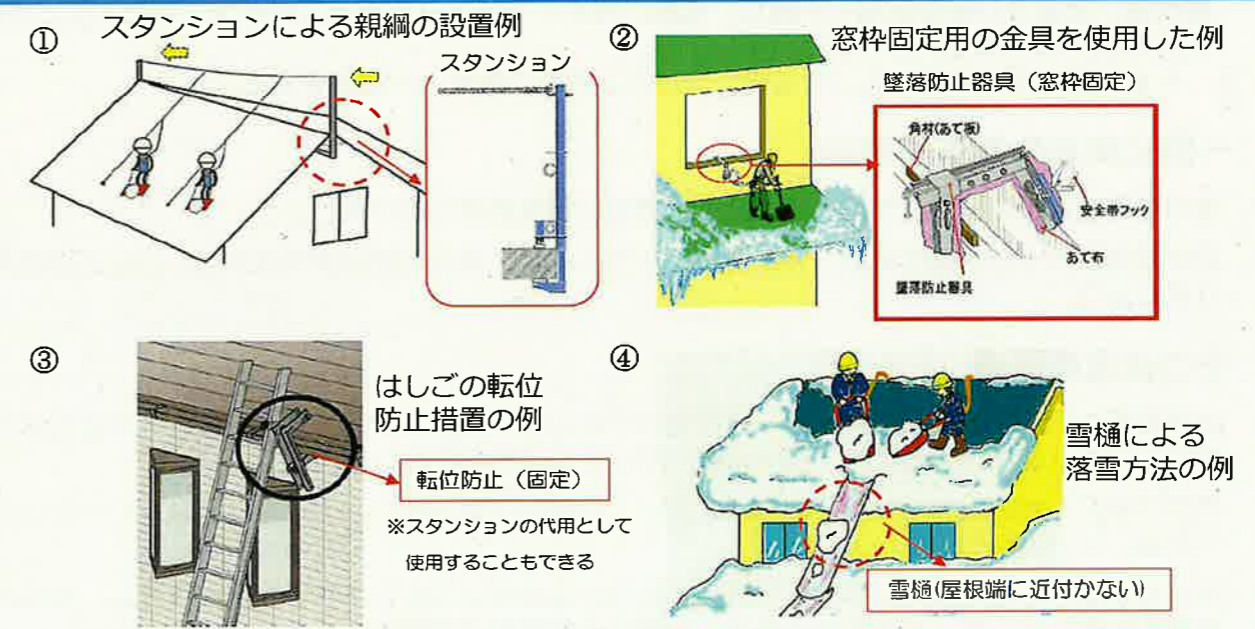 ①
スタンションによる親綱の設置例
スタンション
②
窓枠固定用の金具を使用した例
墜落防止器具（窓枠固定）
角材(あて板)
安全帯フック
あて布
墜落防止器具
③
はしごの転位
防止措置の例
転位防止（固定）
※スタンションの代用として
使用することもできる
④
雪樋による
落雪方法の例
雪樋(屋根端に近付かない)